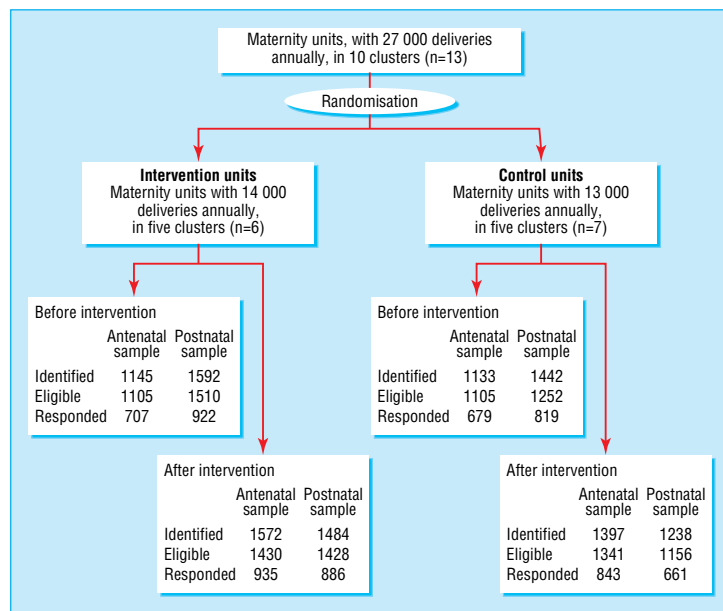 Maternity units, with 27 000 deliveries
annually, in 10 clusters (n=13)
Randomisation
Intervention units
Maternity units with 14 000
deliveries annually,
in five clusters (n=6)
Control units
Maternity units with 13 000
deliveries annually,
in five clusters (n=7)
Before intervention
Antenatal Postnatal
sample sample
Identified 1145 1592
Eligible 1105 1510
Responded 707 922
Before intervention
Antenatal Postnatal
sample sample
Identified 1133 1442
Eligible 1105 1252
Responded 679 819
After intervention
Antenatal Postnatal
sample sample
Identified 1572 1484
Eligible 1430 1428
Responded 935 886
After intervention
Antenatal Postnatal
sample sample
Identified 1397 1238
Eligible 1341 1156
Responded 843 661